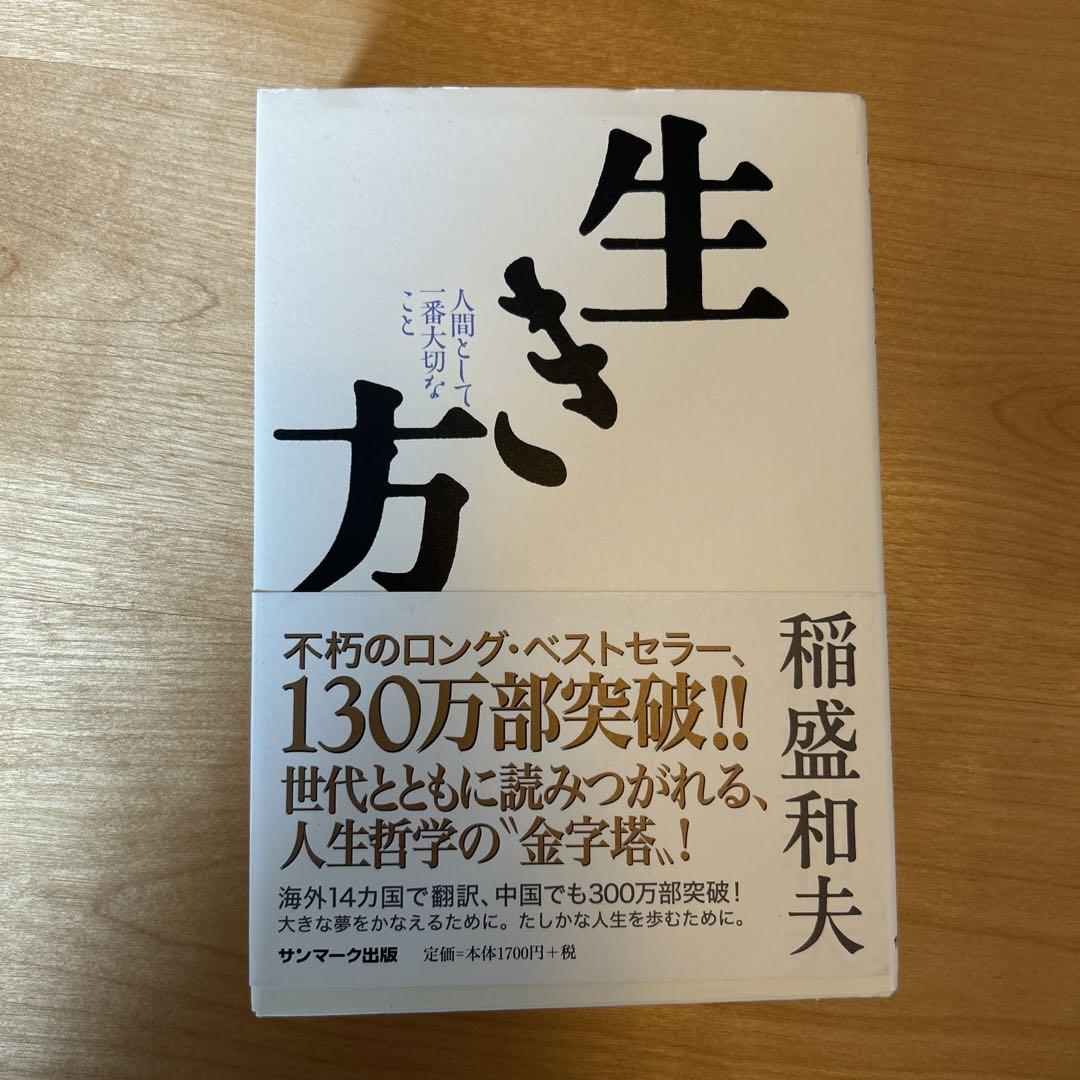 生き方
人間として
一番大切な
こと
稲盛和夫
不朽のロング・ベストセラー、
130万部突破!!
世代とともに読みつがれる、
人生哲学の〝金字塔〟!
海外14カ国で翻訳、中国でも300万部突破!
大きな夢をかなえるために。たしかな人生を歩むために。
サンマーク出版 定価=本体1700円+税